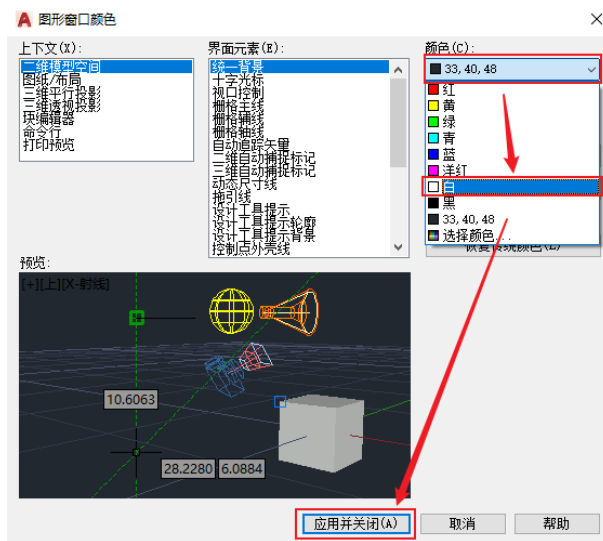 图形窗口颜色
上下文(X):
界面元素(E):
颜色(C):
二维模型空间
图纸/布局
三维平行投影
三维透视投影
块编辑器
命令行
打印预览
统一背景
十字光标
视口控制
栅格主线
栅格辅线
栅格轴线
自动追踪矢量
二维自动捕捉标记
三维自动捕捉标记
动态尺寸线
拖引线
设计工具提示
设计工具提示轮廓
设计工具提示背景
控制点外壳线
33, 40, 48
红
黄
绿
青
蓝
洋红
白
黑
33, 40, 48
选择颜色...
恢复传统颜色(L)
预览:
[+][上][X-射线]
10.6063
28.2280
6.0884
应用并关闭(A)
取消
帮助